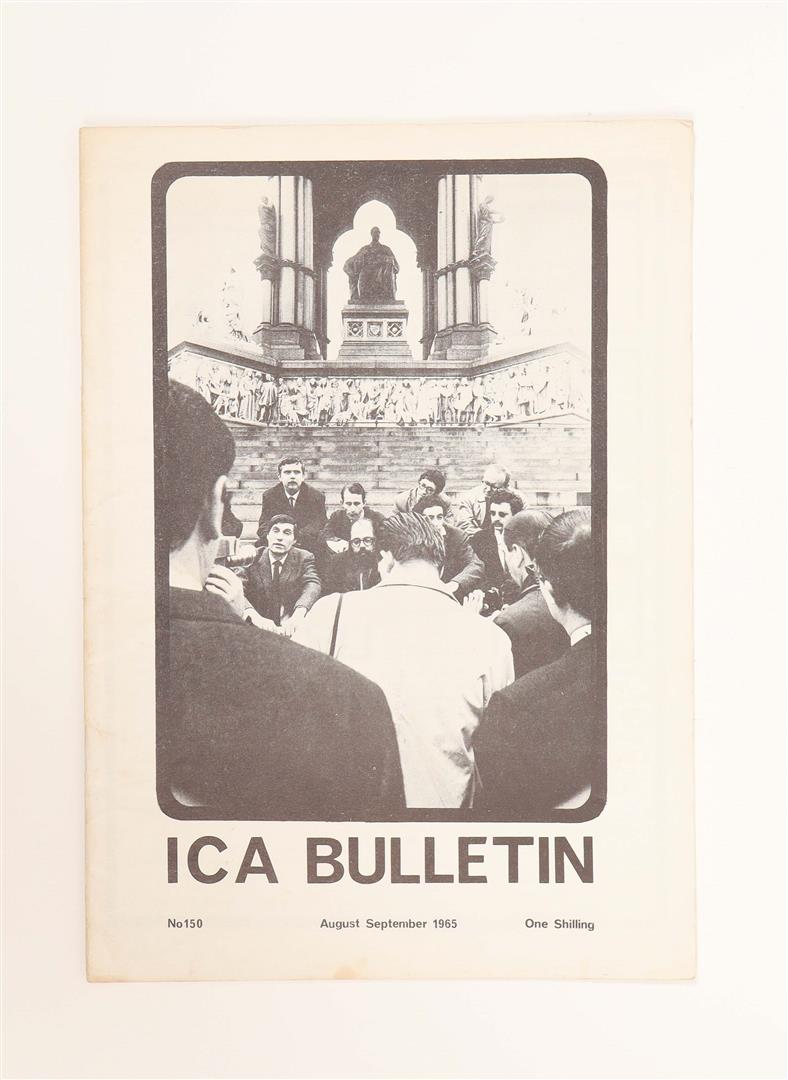 ICA BULLETIN
No150 August September 1965 One Shilling